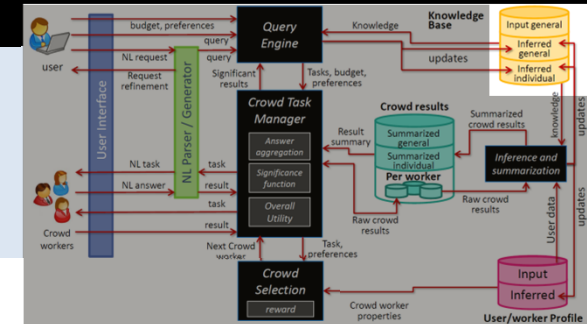 budget, preferences
query
user
NL request
query
Request
refinement
User Interface
NL Parser / Generator
Query
Engine
Knowledge
Knowledge
Base
updates
Input general
Inferred
general
Inferred
individual
Significant
results
Tasks, budget,
preferences
Crowd Task
Manager
Answer
aggregation
Significance
function
Overall
Utility
Result
summary
Crowd results
Summarized
general
Summarized
individual
Per worker
Summarized
crowd results
knowledge
updates
Inference and
summarization
NL task
task
NL answer
result
task
result
Crowd
workers
Raw crowd
results
Raw crowd
results
User data
updates
Next Crowd
worker
Task,
preferences
Crowd
Selection
reward
Crowd worker
properties
Input
Inferred
User/worker Profile